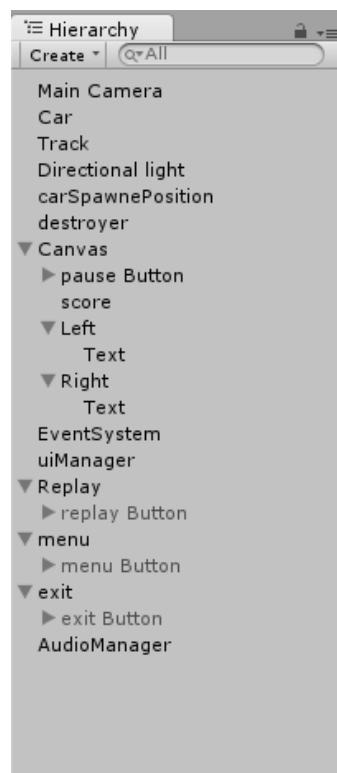 Hierarchy
Create All
Main Camera
Car
Track
Directional light
carSpawnePosition
destroyer
Canvas
pause Button
score
Left
Text
Right
Text
EventSystem
uiManager
Replay
replay Button
menu
menu Button
exit
exit Button
AudioManager